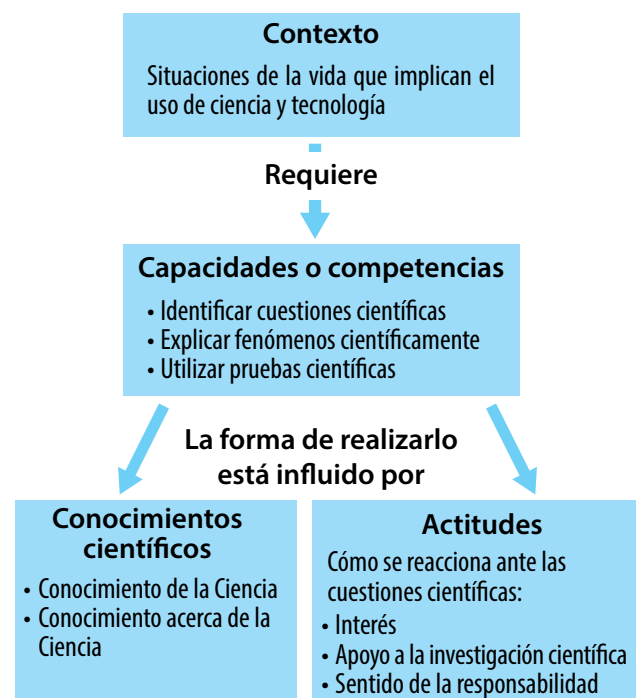 Contexto
Situaciones de la vida que implican el
uso de ciencia y tecnología
Requiere
Capacidades o competencias
• Identificar cuestiones científicas
• Explicar fenómenos científicamente
• Utilizar pruebas científicas
La forma de realizarlo
está influido por
Conocimientos
científicos
• Conocimiento de la Ciencia
• Conocimiento acerca de la
Ciencia
Actitudes
Cómo se reacciona ante las
cuestiones científicas:
• Interés
• Apoyo a la investigación científica
• Sentido de la responsabilidad